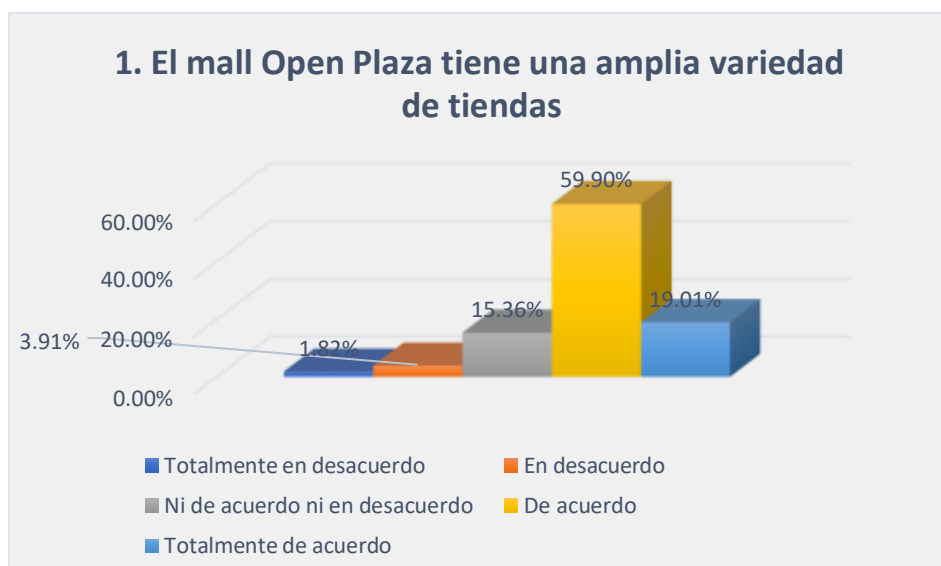 1. El mall Open Plaza tiene una amplia variedad
de tiendas
59.90%
60.00%
40.00%
15.36%
19.01%
3.91%
20.00%
1.82%
0.00%
Totalmente en desacuerdo
En desacuerdo
Ni de acuerdo ni en desacuerdo
De acuerdo
Totalmente de acuerdo